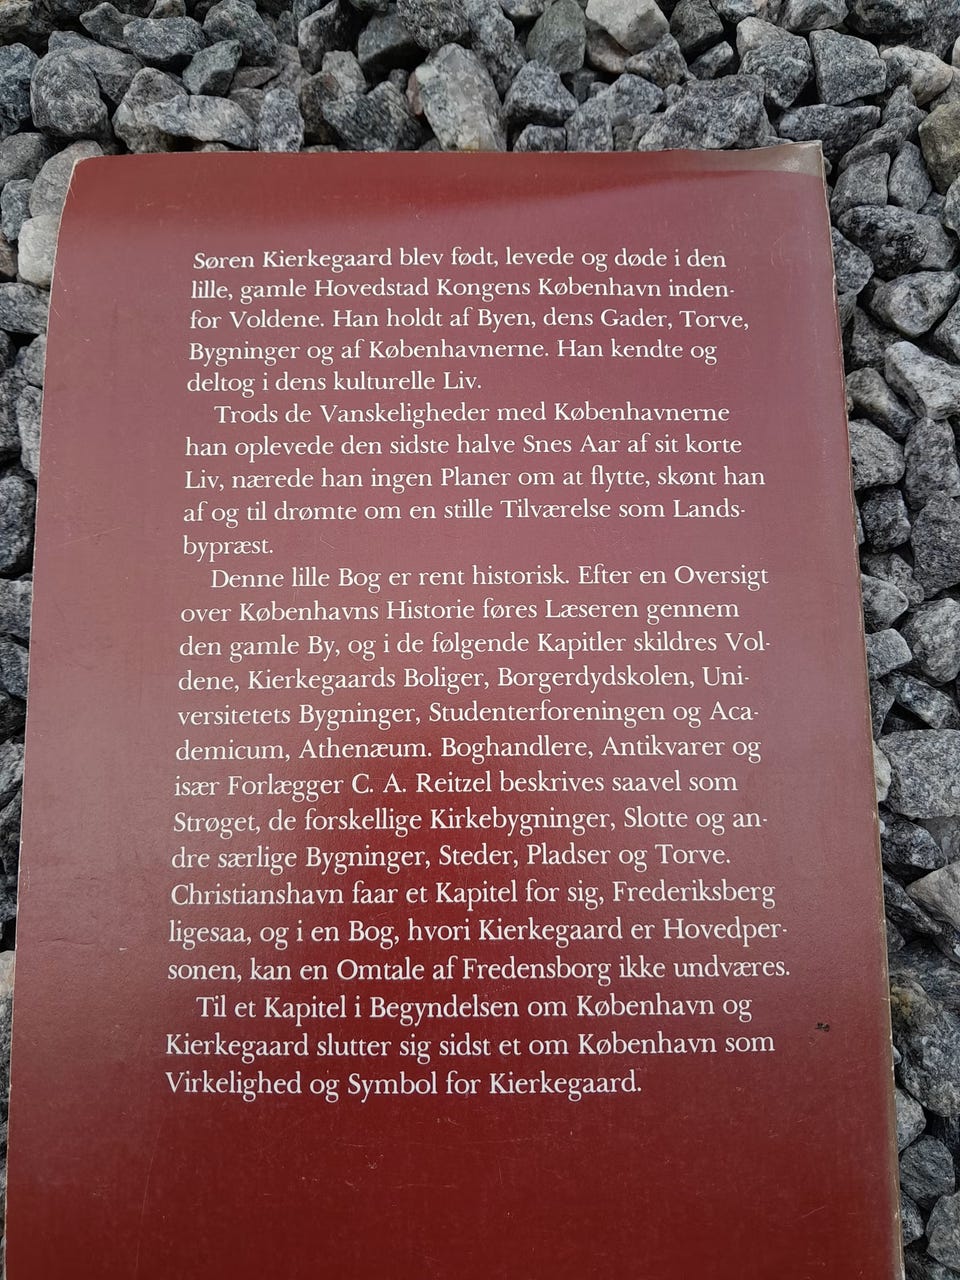 Søren Kierkegaard blev født, levede og døde i den
lille, gamle Hovedstad Kongens København inden-
for Voldene. Han holdt af Byen, dens Gader, Torve,
Bygninger og af Københavnerne. Han kendte og
deltog i dens kulturelle Liv.
Trods de Vanskeligheder med Københavnerne
han oplevede den sidste halve Snes Aar af sit korte
Liv, nærede han ingen Planer om at flytte, skønt han
af og til drømte om en stille Tilværelse som Lands-
bypræst.
Denne lille Bog er rent historisk. Efter en Oversigt
over Københavns Historie føres Læseren gennem
den gamle By, og i de følgende Kapitler skildres Vol-
dene, Kierkegaards Boliger, Borgerdydskolen, Uni-
versitetets Bygninger, Studenterforeningen og Aca-
demicum, Athenæum. Boghandlere, Antikvarer og
især Forlægger C. A. Reitzel beskrives saavel som
Strøget, de forskellige Kirkebygninger, Slotte og an-
dre særlige Bygninger, Steder, Pladser og Torve.
Christianshavn faar et Kapitel for sig, Frederiksberg
ligesaa, og i en Bog, hvori Kierkegaard er Hovedper-
sonen, kan en Omtale af Fredensborg ikke undværes.
Til et Kapitel i Begyndelsen om København og
Kierkegaard slutter sig sidst et om København som
Virkelighed og Symbol for Kierkegaard.